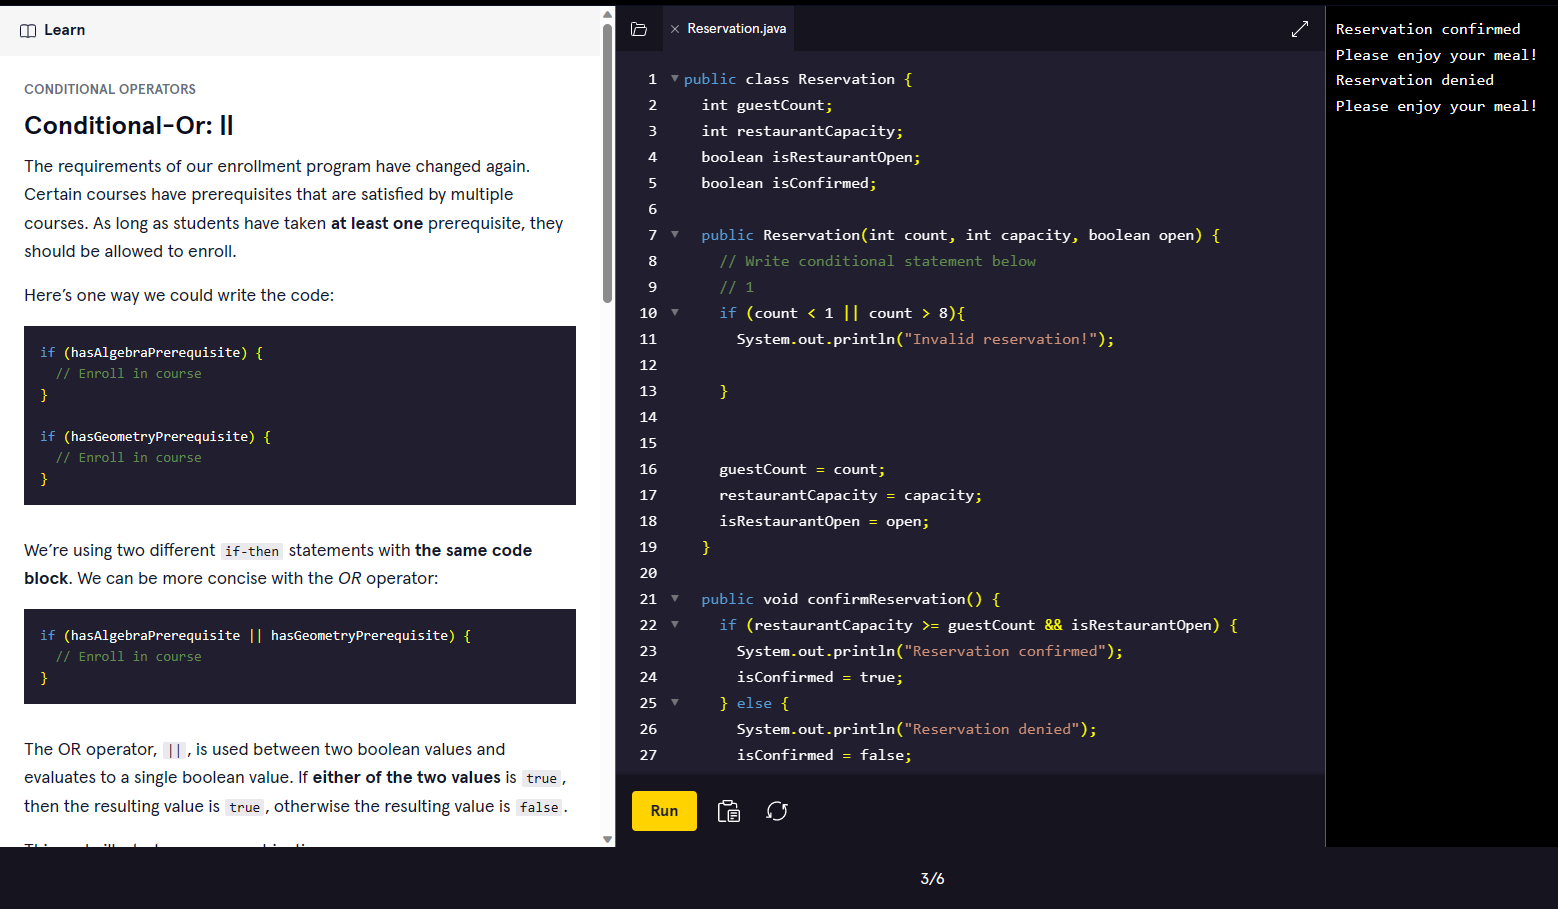 Learn
CONDITIONAL OPERATORS
Conditional-Or: ||
The requirements of our enrollment program have changed again.
Certain courses have prerequisites that are satisfied by multiple
courses. As long as students have taken at least one prerequisite, they
should be allowed to enroll.
Here's one way we could write the code:
if (hasAlgebraPrerequisite) {
// Enroll in course
}
if (hasGeometryPrerequisite) {
// Enroll in course
}
We're using two different if-then statements with the same code
block. We can be more concise with the OR operator:
if (hasAlgebraPrerequisite || hasGeometryPrerequisite) {
// Enroll in course
}
The OR operator, ||, is used between two boolean values and
evaluates to a single boolean value. If either of the two values is true,
then the resulting value is true, otherwise the resulting value is false.
Reservation.java
1 public class Reservation {
2 int guestCount;
3 int restaurantCapacity;
4 boolean isRestaurantOpen;
5 boolean isConfirmed;
6
7 public Reservation(int count, int capacity, boolean open) {
8 // Write conditional statement below
9 // 1
10 if (count < 1 || count > 8){
11 System.out.println("Invalid reservation!");
12
13 }
14
15
16 guestCount = count;
17 restaurantCapacity = capacity;
18 isRestaurantOpen = open;
19 }
20
21 public void confirmReservation() {
22 if (restaurantCapacity >= guestCount && isRestaurantOpen) {
23 System.out.println("Reservation confirmed");
24 isConfirmed = true;
25 } else {
26 System.out.println("Reservation denied");
27 isConfirmed = false;
Run
Reservation confirmed
Please enjoy your meal!
Reservation denied
Please enjoy your meal!
3/6